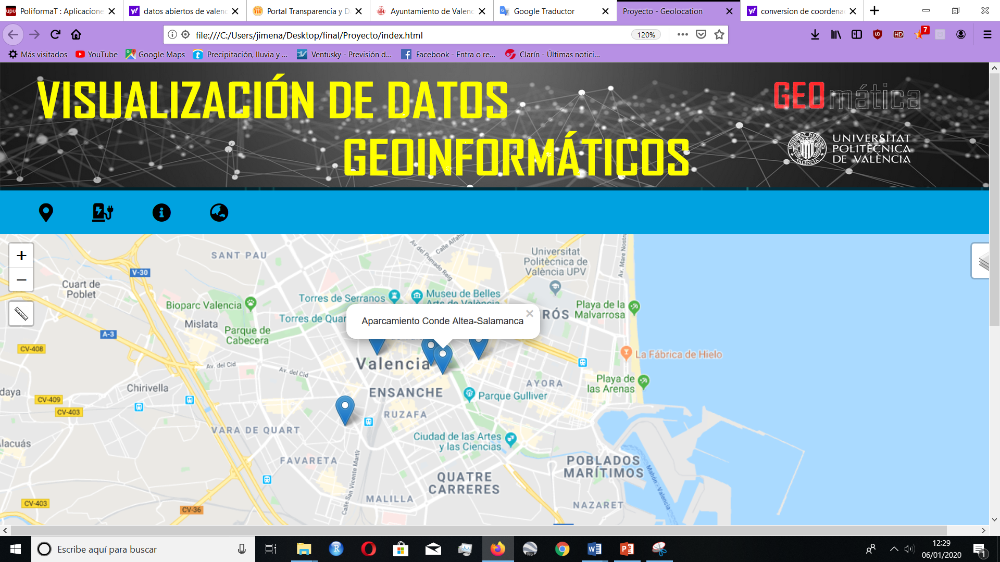 PoliformaT : Aplicacione
datos abiertos de valenc
Portal Transparencia y D
Ayuntamiento de Valenc
Google Traductor
Proyecto - Geolocation
conversion de coordena
file:///C:/Users/jimena/Desktop/final/Proyecto/index.html
120%
7
Más visitados
YouTube
Google Maps
Precipitación, lluvia y ...
Ventusky - Previsión d...
Facebook - Entra o re...
Clarín - Últimas notici...
VISUALIZACIÓN DE DATOS
GEOINFORMÁTICOS
GEOmática
UNIVERSITAT
POLITÈCNICA
DE VALÈNCIA
+
−
SANT PAU
V-30
Cuart de
Poblet
Bioparc Valencia
Mislata
Parque de
Cabecera
A-3
CV-408
Av. del Cid
Av. del Cid
Chirivella
daya
CV-409
CV-403
VARA DE QUART
lacuás
FAVARETA
CV-403
CV-36
Av. del Primado Reig
Calle Alfaho
Torres de Serranos
Museu de Belles
Arts de València
Torres de Quar
Aparcamiento Conde Altea-Salamanca
×
Universitat
Politècnica de
València UPV
Av. Mare Nostru
RÓS
Playa de la
Malvarrosa
La Fábrica de Hielo
Playa de
las Arenas
Valencia
ENSANCHE
RUZAFA
AYORA
Parque Gulliver
Ciudad de las Artes
y las Ciencias
POBLADOS
MARÍTIMOS
QUATRE
CARRERES
MALILLA
Calle San Vicente Martir
NAZARET
Mahón - Valencia
Escribe aquí para buscar
12:29
06/01/2020
1